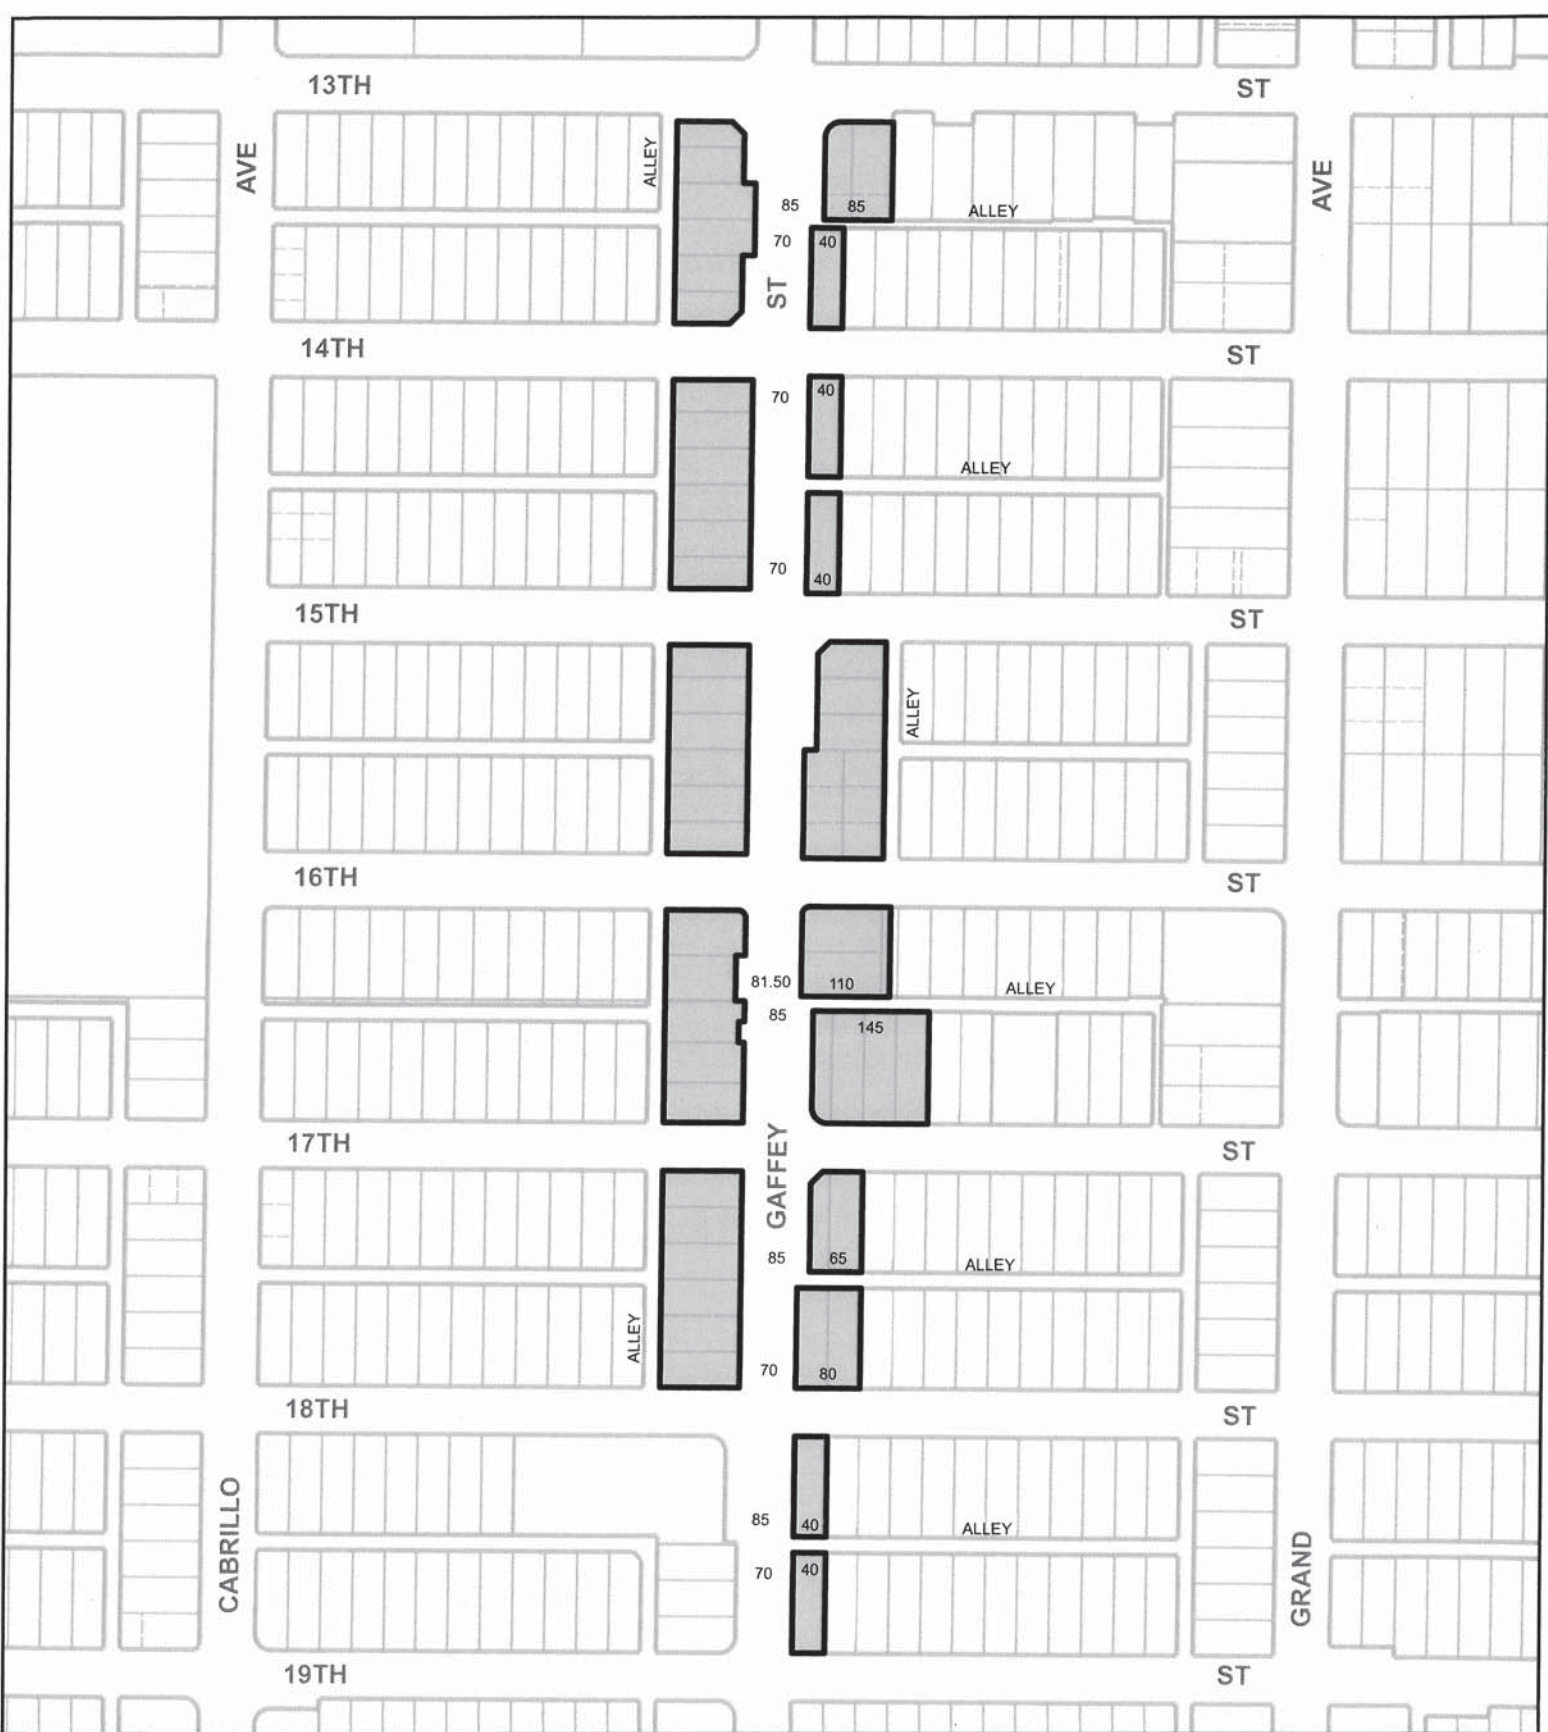 13TH ST
AVE
ALLEY
AVE
85 85 ALLEY
70 40
ST
14TH ST
70 40
ALLEY
70 40
15TH ST
ALLEY
16TH ST
81.50 110 ALLEY
85 145
17TH ST
GAFFEY
85 65 ALLEY
ALLEY
70 80
18TH ST
CABRILLO
85 40 ALLEY
GRAND
70 40
19TH ST